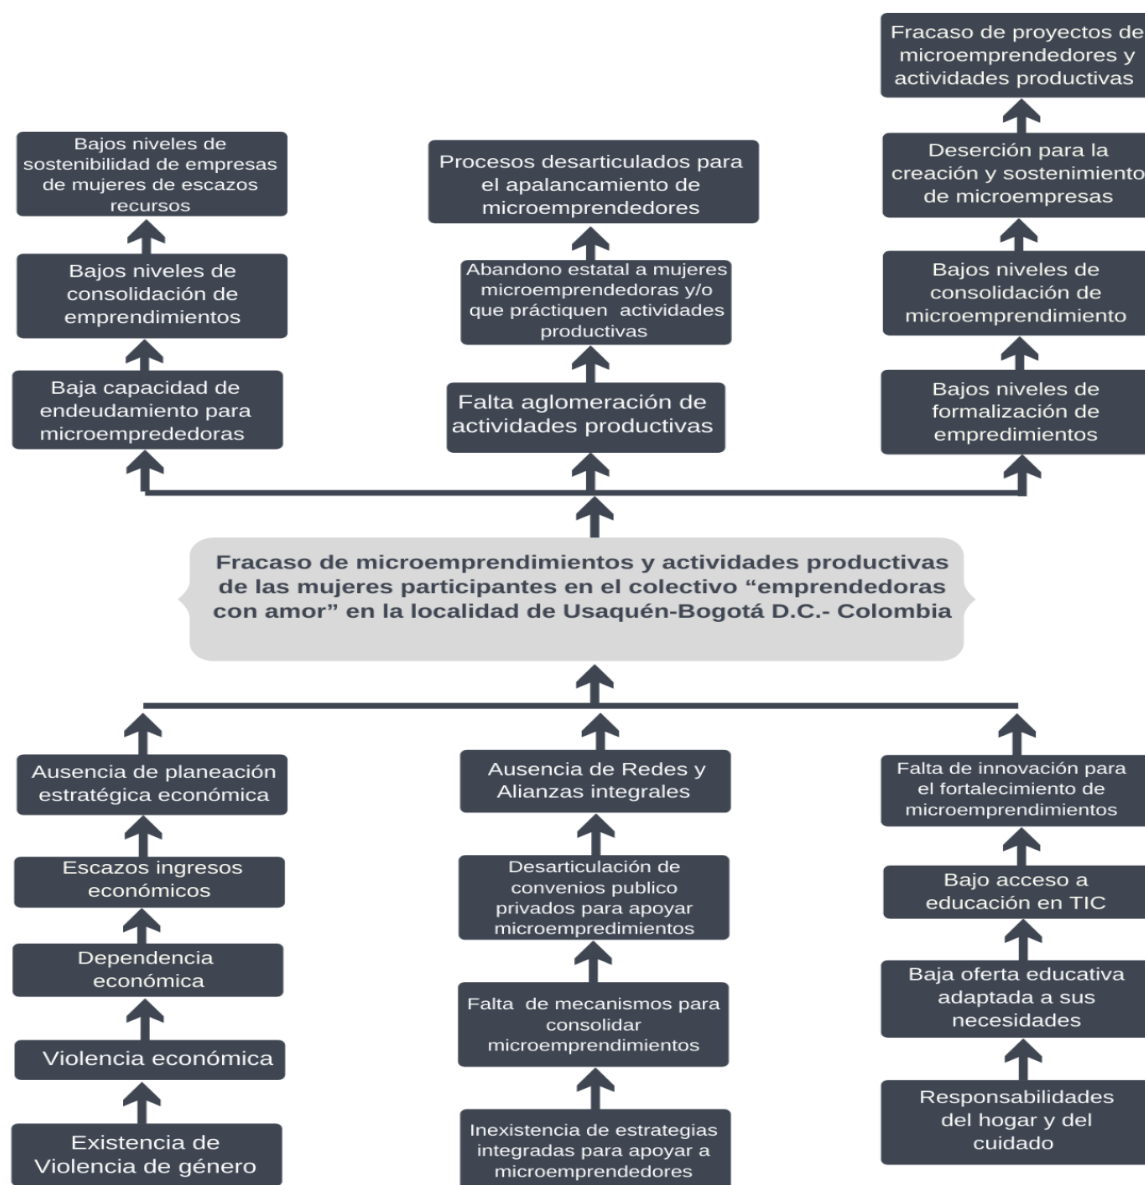 Fracaso de proyectos de
microemprendedores y
actividades productivas
Bajos niveles de
sostenibilidad de empresas
de mujeres de escazos
recursos
Procesos desarticulados para
el apalancamiento de
microemprendedores
Deserción para la
creación y sostenimiento
de microempresas
Bajos niveles de
consolidación de
emprendimientos
Abandono estatal a mujeres
microemprendedoras y/o
que práctiquen actividades
productivas
Bajos niveles de
consolidación de
microemprendimiento
Baja capacidad de
endeudamiento para
microemprededoras
Falta aglomeración de
actividades productivas
Bajos niveles de
formalización de
empredimientos
Fracaso de microemprendimientos y actividades productivas
de las mujeres participantes en el colectivo “emprendedoras
con amor” en la localidad de Usaquén-Bogotá D.C.- Colombia
Ausencia de planeación
estratégica económica
Ausencia de Redes y
Alianzas integrales
Falta de innovación para
el fortalecimiento de
microemprendimientos
Escazos ingresos
económicos
Desarticulación de
convenios publico
privados para apoyar
microempredimientos
Bajo acceso a
educación en TIC
Dependencia
económica
Falta de mecanismos para
consolidar
microemprendimientos
Baja oferta educativa
adaptada a sus
necesidades
Violencia económica
Existencia de
Violencia de género
Inexistencia de estrategias
integradas para apoyar a
microemprendedores
Responsabilidades
del hogar y del
cuidado